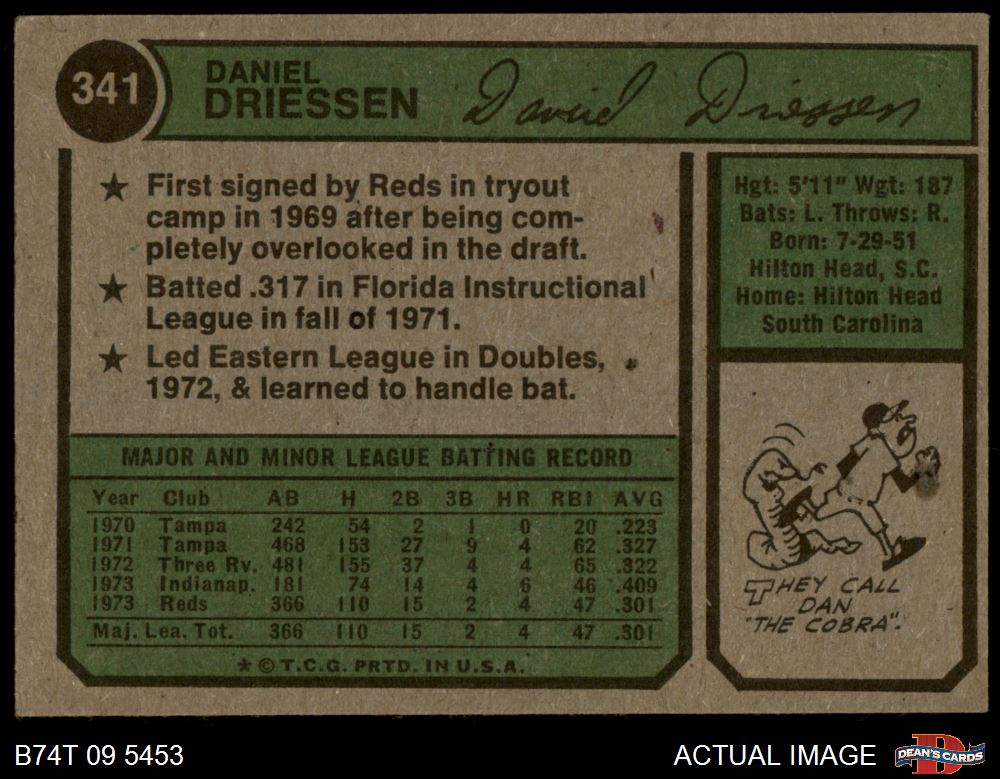 341
DANIEL
DRIESSEN
David Driessen
★ First signed by Reds in tryout
camp in 1969 after being com-
pletely overlooked in the draft.
★ Batted .317 in Florida Instructional
League in fall of 1971.
★ Led Eastern League in Doubles,
1972, & learned to handle bat.
Hgt: 5'11" Wgt: 187
Bats: L. Throws: R.
Born: 7-29-51
Hilton Head, S.C.
Home: Hilton Head
South Carolina
MAJOR AND MINOR LEAGUE BATTING RECORD
Year Club AB H 2B 3B HR RBI AVG
1970 Tampa 242 54 2 1 0 20 .223
1971 Tampa 468 153 27 9 4 62 .327
1972 Three Rv. 481 155 37 4 4 65 .322
1973 Indianap. 181 74 14 4 6 46 .409
1973 Reds 366 110 15 2 4 47 .301
Maj. Lea. Tot. 366 110 15 2 4 47 .301
★ © T.C.G. PRTD. IN U.S.A.
THEY CALL
DAN
"THE COBRA".
B74T 09 5453
ACTUAL IMAGE
DEAN'S CARDS